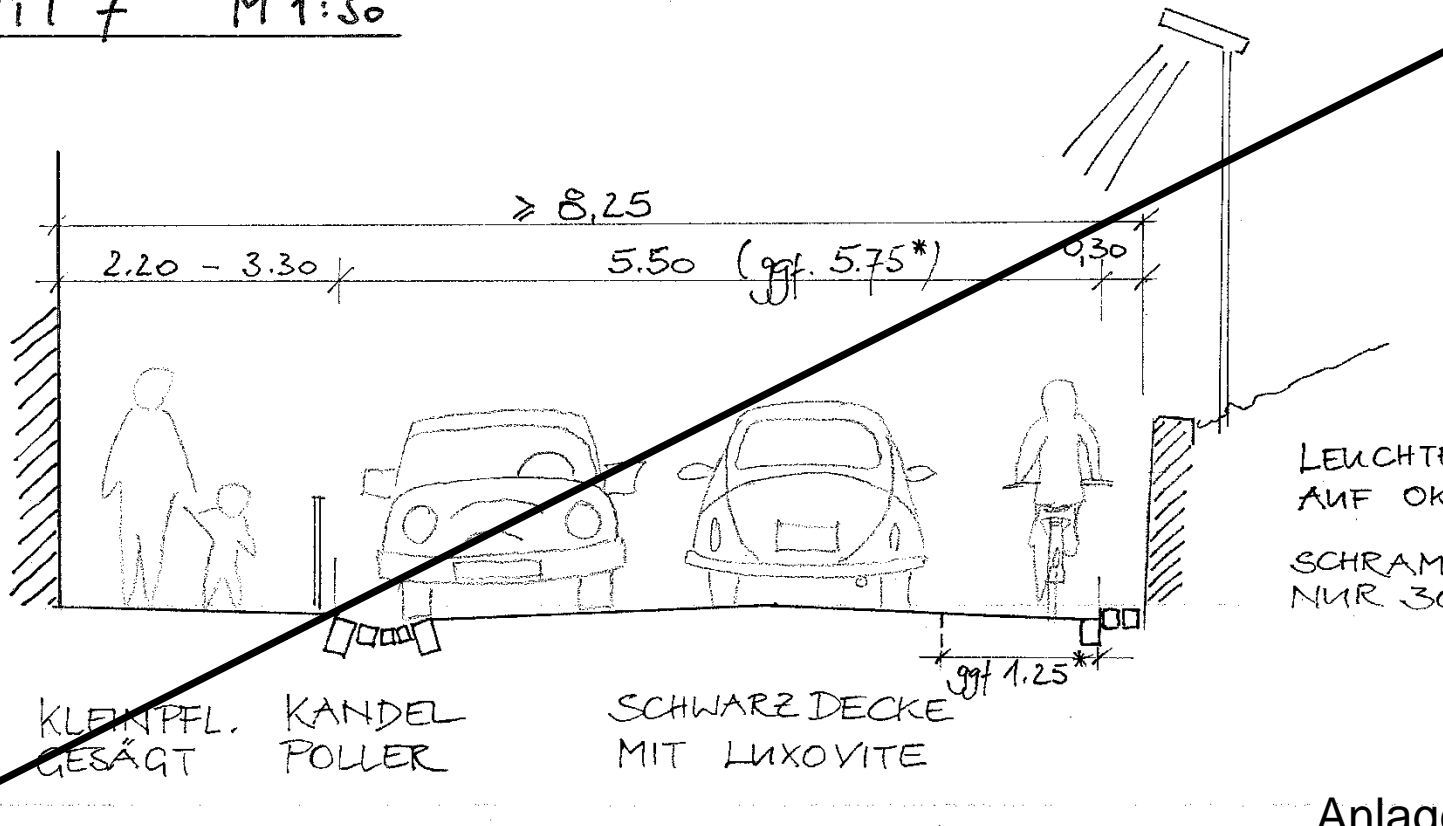 M 1:50
≥ 8,25
2.20 - 3.30
5.50 (ggf. 5.75*)
0,30
LEUCHTE
AUF OK
SCHRAM
NUR 30
ggf 1.25*
KLEINPFL. KANDEL SCHWARZDECKE
GESÄGT POLLER MIT LUXOVITE
Anlage